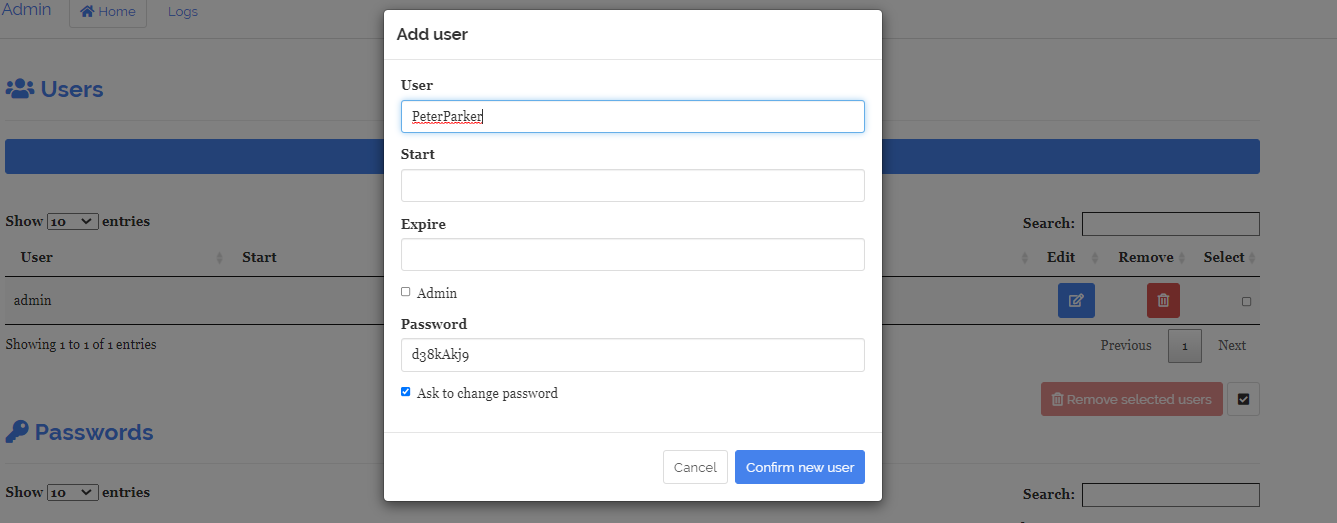 Admin Home Logs
Add user
Users
User
PeterParker
Start
Show 10 entries
Search:
Expire
User Start Edit Remove Select
Admin
admin
Password
Showing 1 to 1 of 1 entries
d38kAkj9
Previous 1 Next
Ask to change password
Remove selected users
Passwords
Cancel Confirm new user
Show 10 entries
Search: